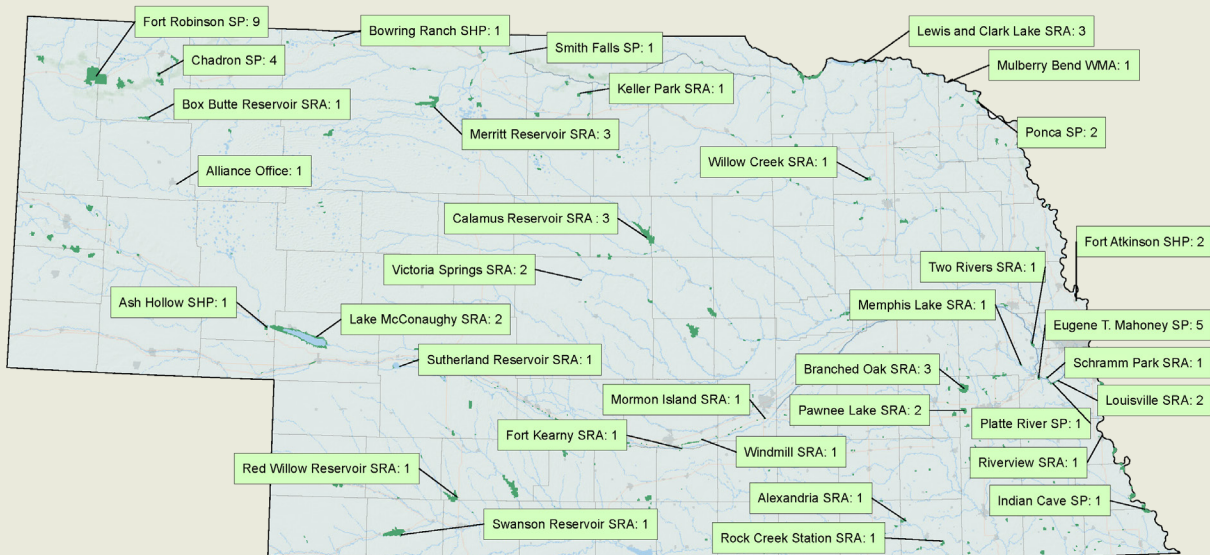 Fort Robinson SP: 9
Bowring Ranch SHP: 1
Lewis and Clark Lake SRA: 3
Smith Falls SP: 1
Chadron SP: 4
Mulberry Bend WMA: 1
Keller Park SRA: 1
Box Butte Reservoir SRA: 1
Merritt Reservoir SRA: 3
Ponca SP: 2
Willow Creek SRA: 1
Alliance Office: 1
Calamus Reservoir SRA : 3
Fort Atkinson SHP: 2
Victoria Springs SRA: 2
Two Rivers SRA: 1
Ash Hollow SHP: 1
Memphis Lake SRA: 1
Lake McConaughy SRA: 2
Eugene T. Mahoney SP: 5
Sutherland Reservoir SRA: 1
Schramm Park SRA: 1
Branched Oak SRA: 3
Mormon Island SRA: 1
Louisville SRA: 2
Pawnee Lake SRA: 2
Platte River SP: 1
Fort Kearny SRA: 1
Windmill SRA: 1
Riverview SRA: 1
Red Willow Reservoir SRA: 1
Alexandria SRA: 1
Indian Cave SP: 1
Swanson Reservoir SRA: 1
Rock Creek Station SRA: 1